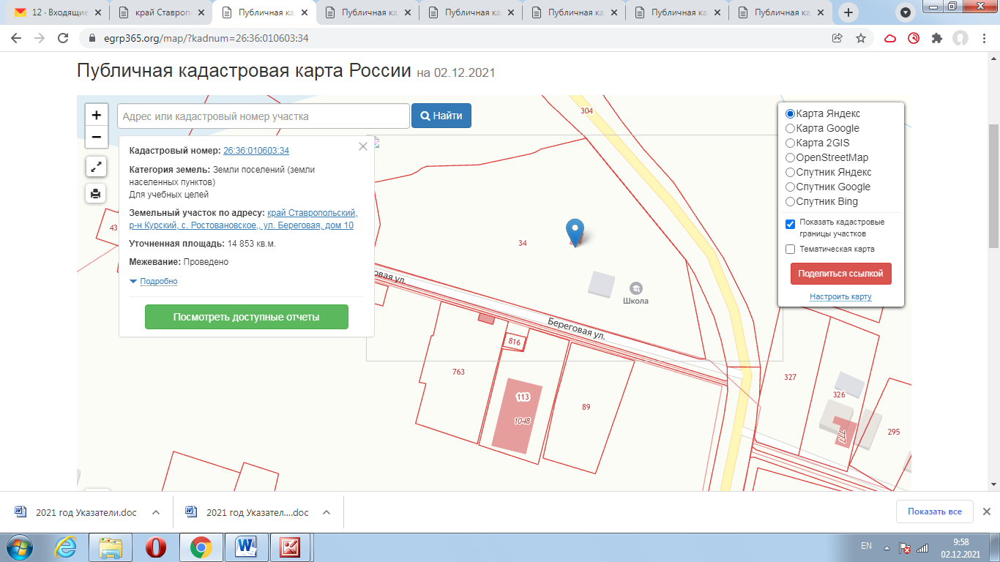 12 · Входящие
край Ставроп
Публичная ка
Публичная ка
Публичная ка
Публичная ка
Публичная ка
Публичная ка
egrp365.org/map/?kadnum=26:36:010603:34
Публичная кадастровая карта России на 02.12.2021
+
−
Адрес или кадастровый номер участка
Найти
Кадастровый номер: 26:36:010603:34
Категория земель: Земли поселений (земли
населенных пунктов)
Для учебных целей
Земельный участок по адресу: край Ставропольский,
р-н Курский, с. Ростовановское,, ул. Береговая, дом 10
Уточненная площадь: 14 853 кв.м.
Межевание: Проведено
Подробно
Посмотреть доступные отчеты
Карта Яндекс
Карта Google
Карта 2GIS
OpenStreetMap
Спутник Яндекс
Спутник Google
Спутник Bing
Показать кадастровые
границы участков
Тематическая карта
Поделиться ссылкой
Настроить карту
304
43
34
Школа
овая ул.
Береговая ул.
816
763
113
1048
89
327
326
777
295
2021 год Указатели.doc
2021 год Указател....doc
Показать все
EN
9:58
02.12.2021